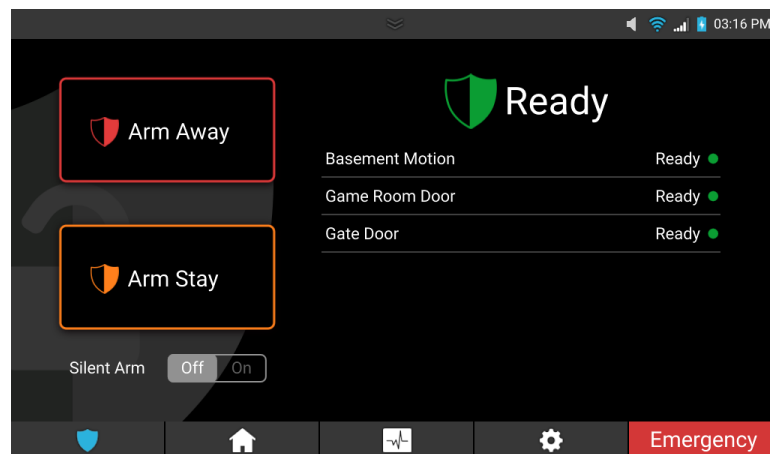 03:16 PM
Arm Away
Ready
Basement Motion Ready
Game Room Door Ready
Gate Door Ready
Arm Stay
Silent Arm Off On
Emergency